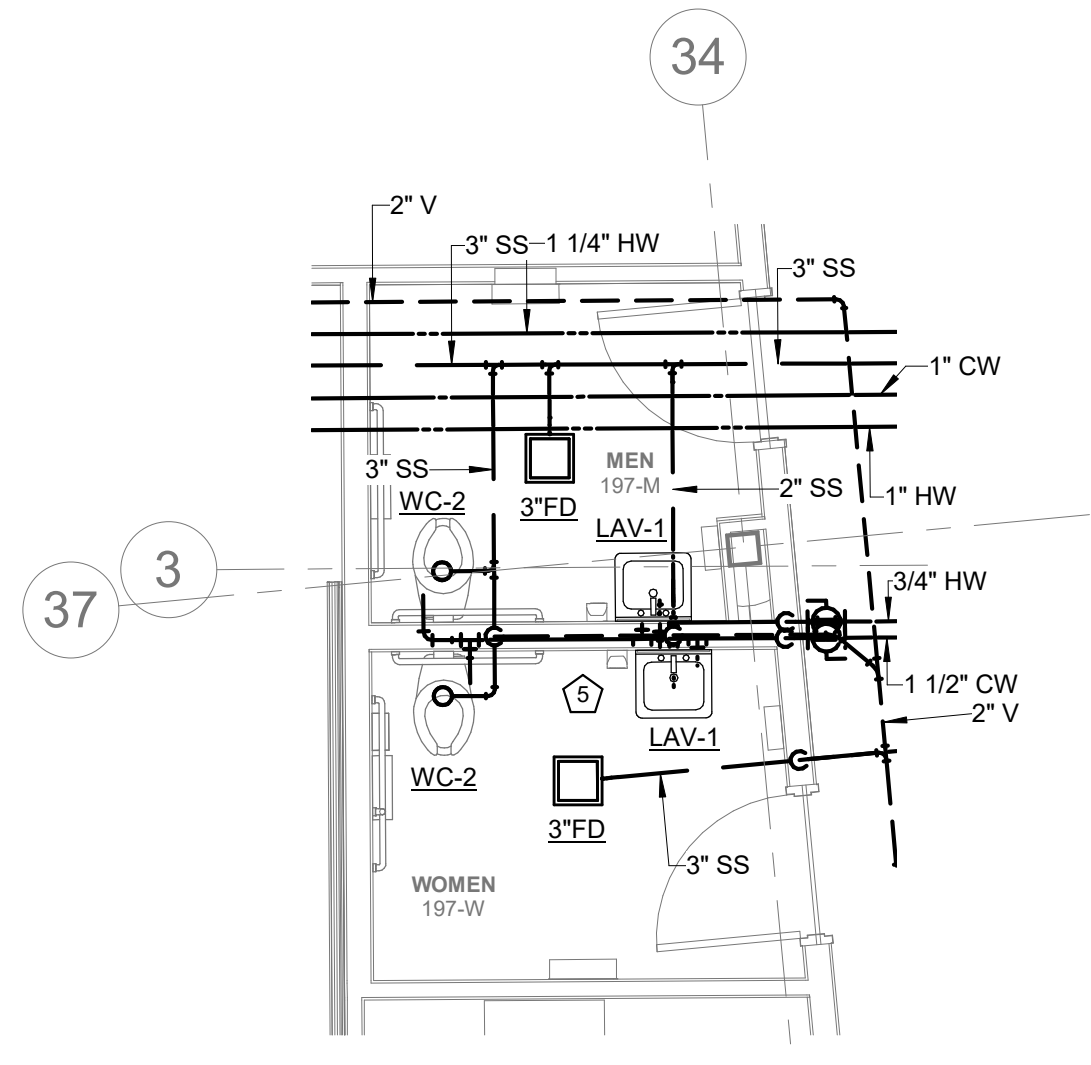 34
2" V
3" SS
1 1/4" HW
3" SS
1" CW
3" SS
MEN
197-M
2" SS
1" HW
WC-2
3"FD
LAV-1
3
37
3/4" HW
1 1/2" CW
2" V
5
LAV-1
WC-2
3"FD
3" SS
WOMEN
197-W